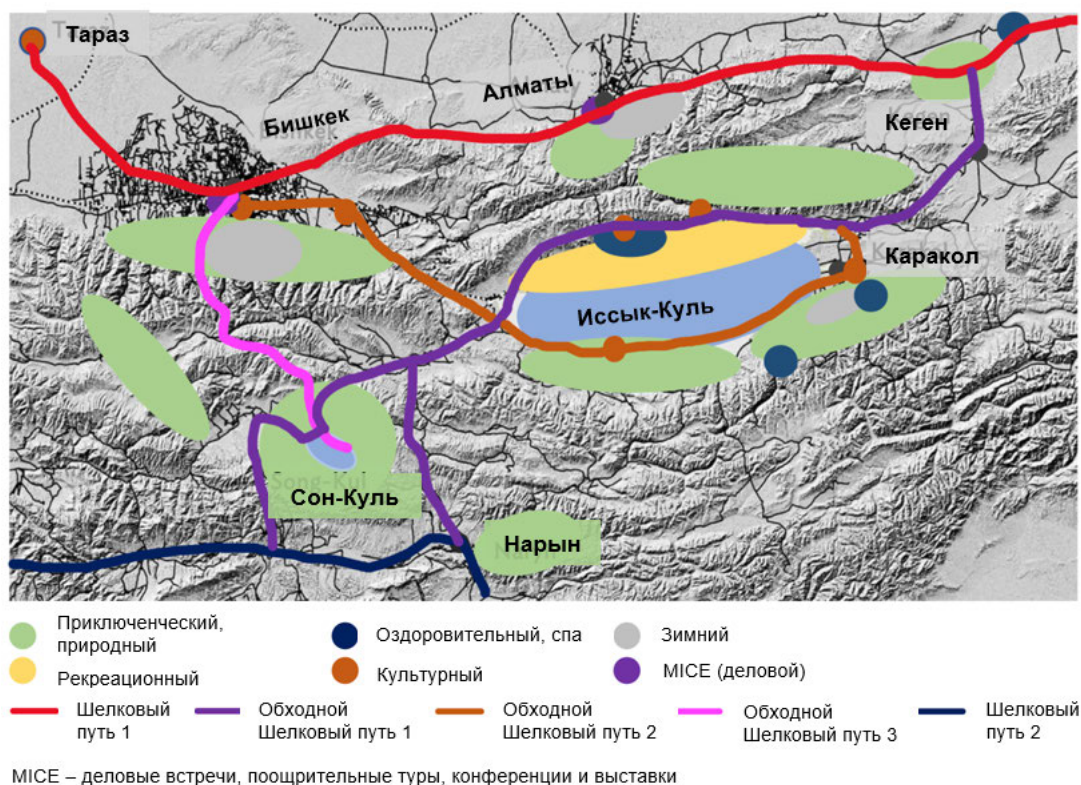 Тараз
Алматы
Бишкек
Кеген
Каракол
Иссык-Куль
Song-Kul
Сон-Куль
Нарын
Приключенческий,
природный
Оздоровительный, спа
Зимний
Рекреационный
Культурный
MICE (деловой)
Шелковый
путь 1
Обходной
Шелковый путь 1
Обходной
Шелковый путь 2
Обходной
Шелковый путь 3
Шелковый
путь 2
MICE – деловые встречи, поощрительные туры, конференции и выставки